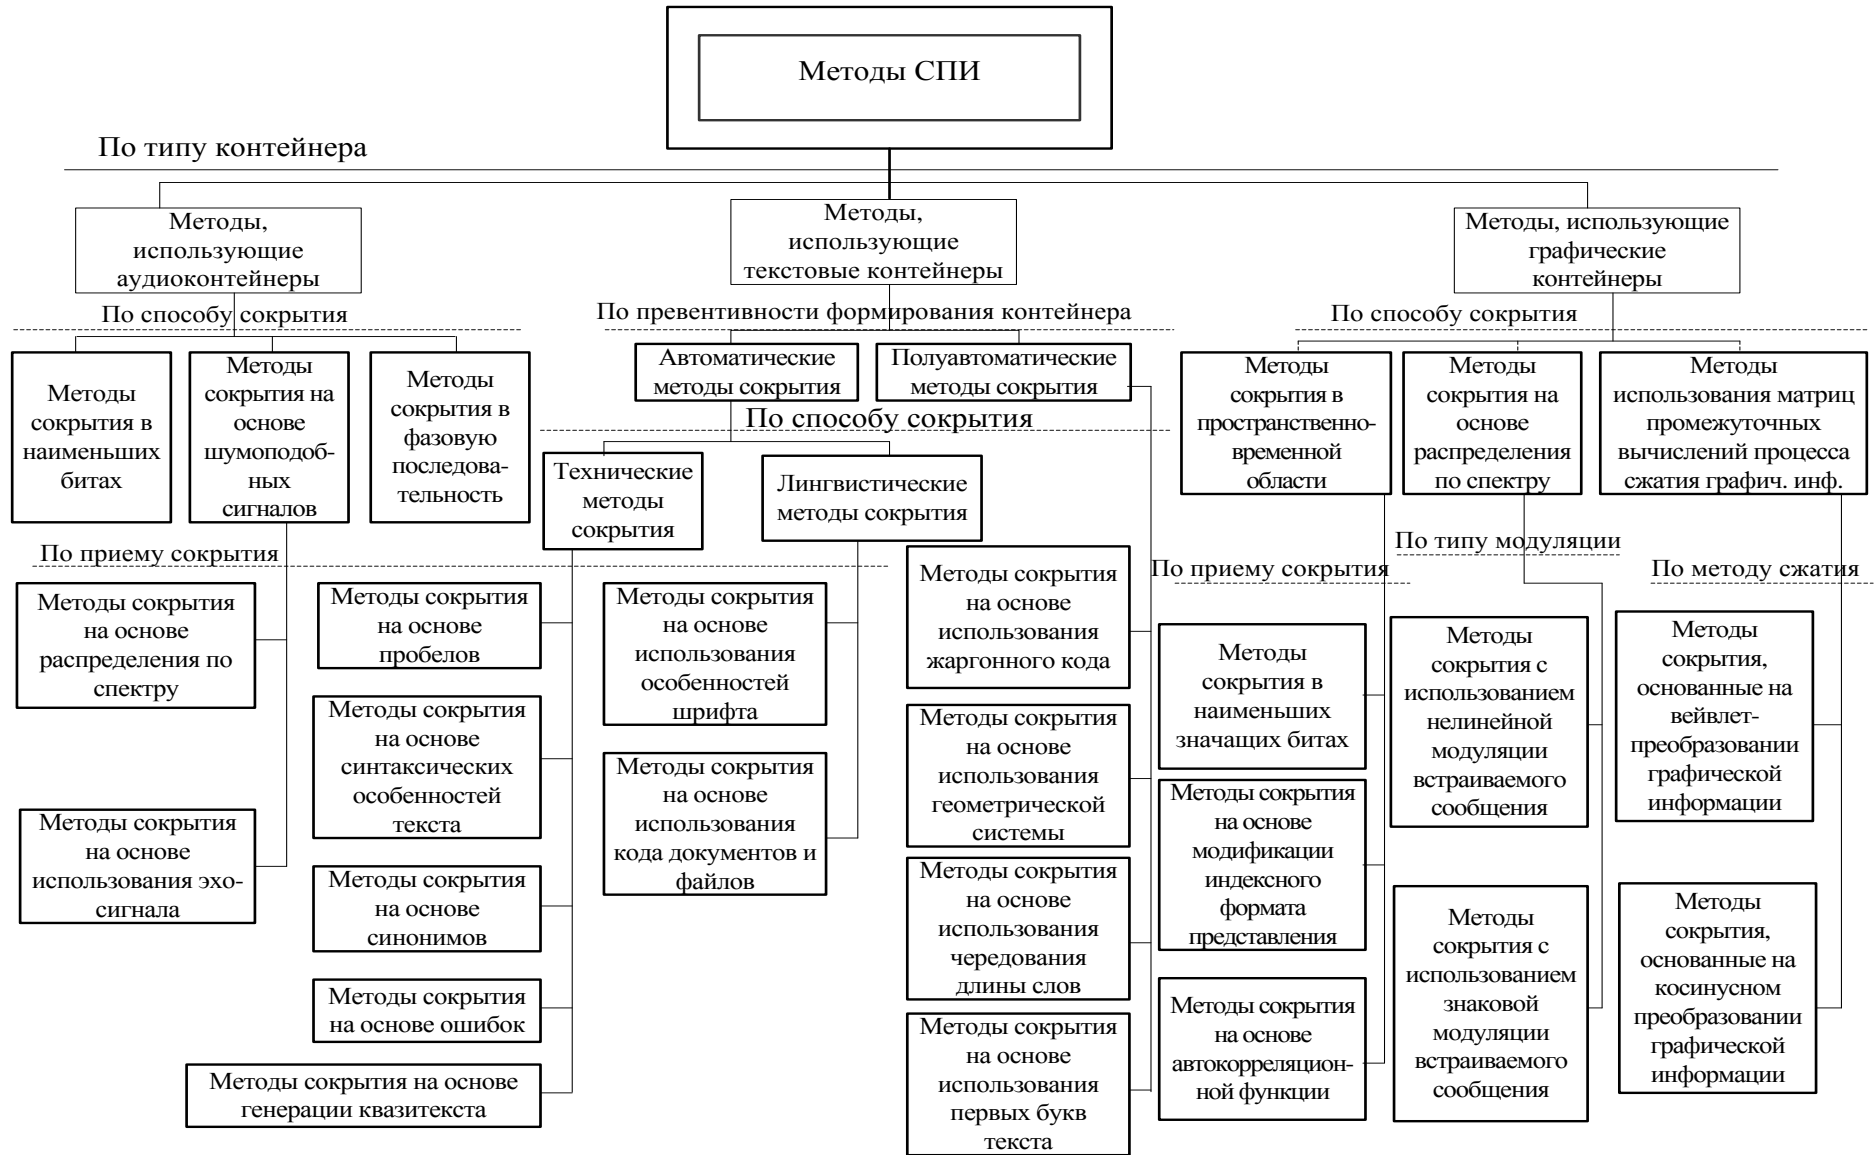 Методы СПИ
По типу контейнера
Методы,
использующие
аудиоконтейнеры
Методы,
использующие
текстовые контейнеры
Методы, использующие
графические
контейнеры
По способу сокрытия
По превентивности формирования контейнера
По способу сокрытия
Методы
сокрытия в
наименьших
битах
Методы
сокрытия на
основе
шумоподоб-
ных
сигналов
Методы
сокрытия в
фазовую
последова-
тельность
Автоматические
методы сокрытия
Полуавтоматические
методы сокрытия
Методы
сокрытия в
пространственно-
временной
области
Методы
сокрытия на
основе
распределения
по спектру
Методы
использования матриц
промежуточных
вычислений процесса
сжатия графич. инф.
По способу сокрытия
Технические
методы
сокрытия
Лингвистические
методы сокрытия
По приему сокрытия
По приему сокрытия
По типу модуляции
По методу сжатия
Методы сокрытия
на основе
распределения по
спектру
Методы сокрытия
на основе
использования эхо-
сигнала
Методы сокрытия
на основе
пробелов
Методы сокрытия
на основе
синтаксических
особенностей
текста
Методы сокрытия
на основе
синонимов
Методы сокрытия
на основе ошибок
Методы сокрытия на основе
генерации квазитекста
Методы сокрытия
на основе
использования
особенностей
шрифта
Методы сокрытия
на основе
использования
кода документов и
файлов
Методы сокрытия
на основе
использования
жаргонного кода
Методы сокрытия
на основе
использования
геометрической
системы
Методы сокрытия
на основе
использования
чередования
длины слов
Методы сокрытия
на основе
использования
первых букв
текста
Методы
сокрытия в
наименьших
значащих битах
Методы сокрытия
на основе
модификации
индексного
формата
представления
Методы сокрытия
на основе
автокорреляцион-
ной функции
Методы
сокрытия с
использованием
нелинейной
модуляции
встраиваемого
сообщения
Методы
сокрытия с
использованием
знаковой
модуляции
встраиваемого
сообщения
Методы
сокрытия,
основанные на
вейвлет-
преобразовании
графической
информации
Методы
сокрытия,
основанные на
косинусном
преобразовании
графической
информации